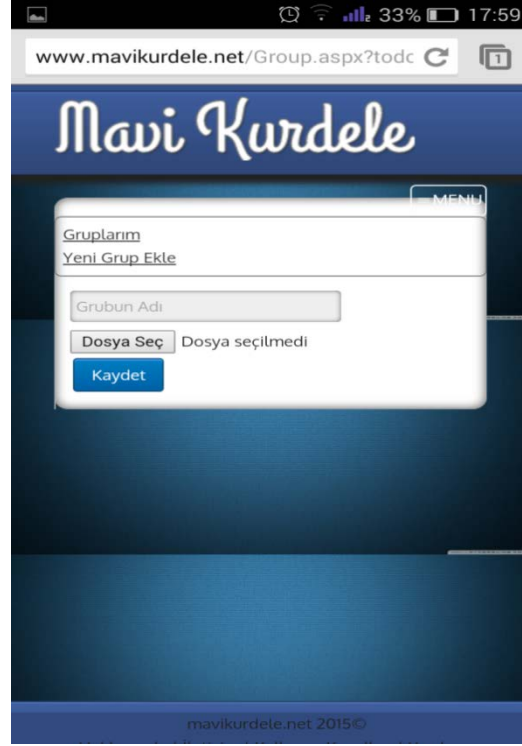 33% 17:59
www.mavikurdele.net/Group.aspx?todc
1
Mavi Kurdele
MENU
Gruplarım
Yeni Grup Ekle
Grubun Adı
Dosya Seç Dosya seçilmedi
Kaydet
mavikurdele.net 2015©